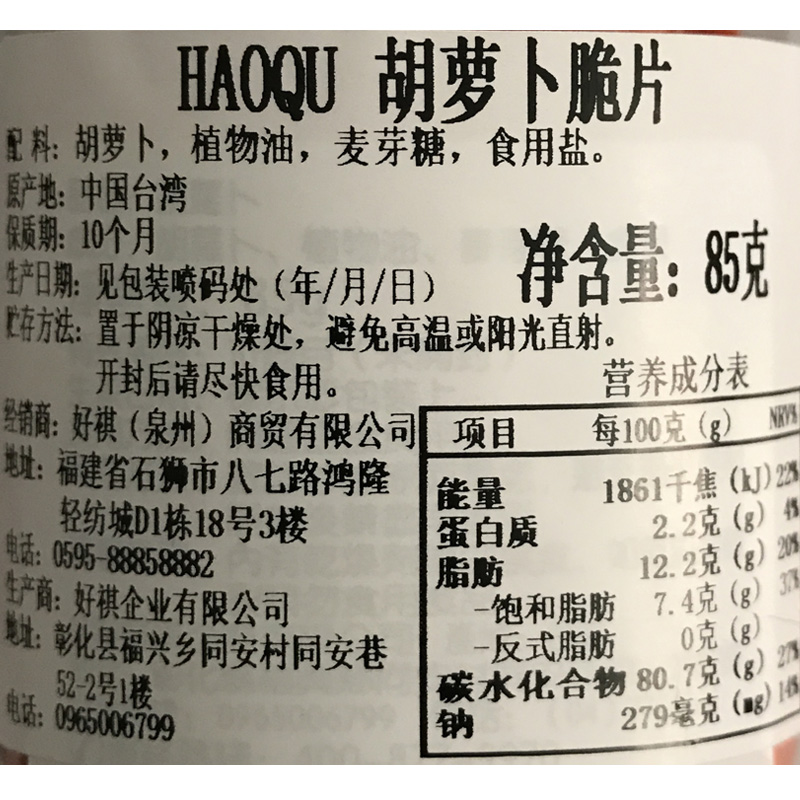 HAOQU 胡萝卜脆片
配料: 胡萝卜, 植物油, 麦芽糖, 食用盐。
原产地: 中国台湾
保质期: 10个月
净含量: 85克
生产日期: 见包装喷码处 (年/月/日)
贮存方法: 置于阴凉干燥处, 避免高温或阳光直射。
开封后请尽快食用。
经销商: 好祺 (泉州) 商贸有限公司
地址: 福建省石狮市八七路鸿隆
轻纺城D1栋18号3楼
电话: 0595-88858882
生产商: 好祺企业有限公司
地址: 彰化县福兴乡同安村同安巷
52-2号1楼
电话: 0965006799
营养成分表
项目 每100克 (g) NRV%
能量 1861千焦 (kJ) 22%
蛋白质 2.2克 (g) 4%
脂肪 12.2克 (g) 20%
-饱和脂肪 7.4克 (g) 37%
-反式脂肪 0克 (g)
碳水化合物 80.7克 (g) 27%
钠 279毫克 (mg) 14%